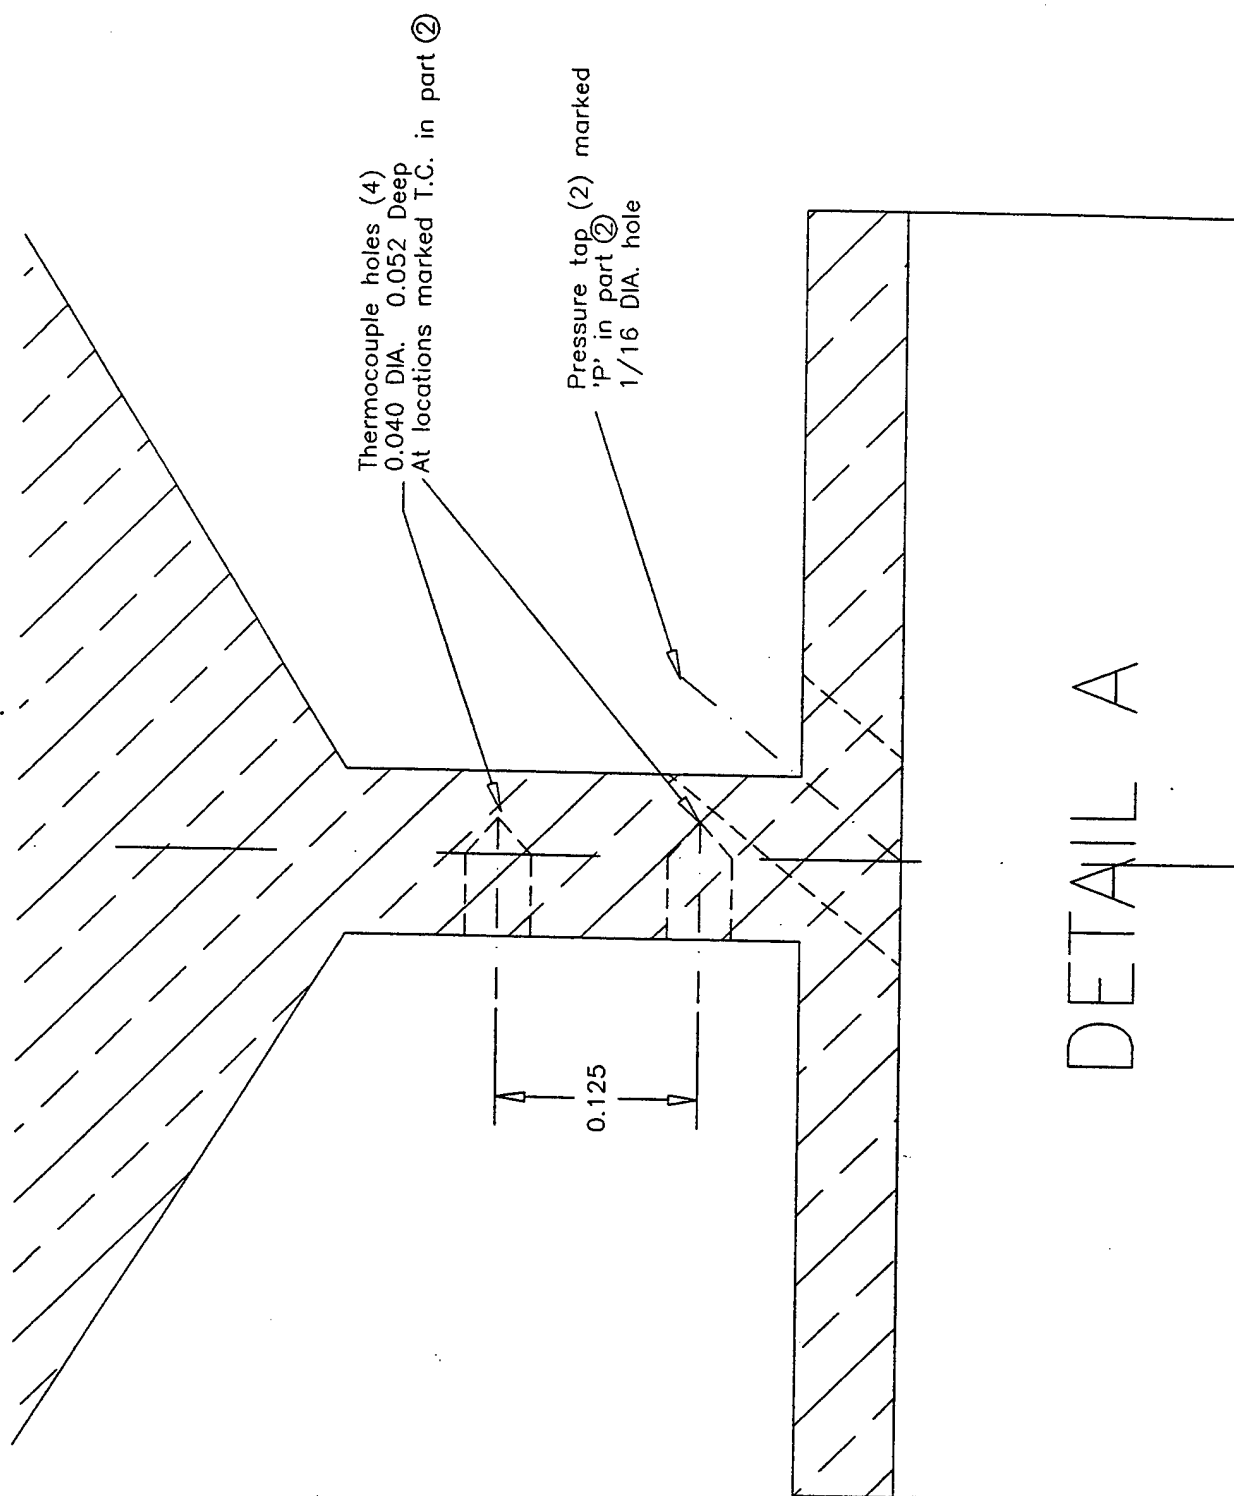 Thermocouple holes (4)
0.040 DIA. 0.052 Deep
At locations marked T.C. in part ②
Pressure tap (2) marked
'P' in part ②
1/16 DIA. hole
0.125
DETAIL A